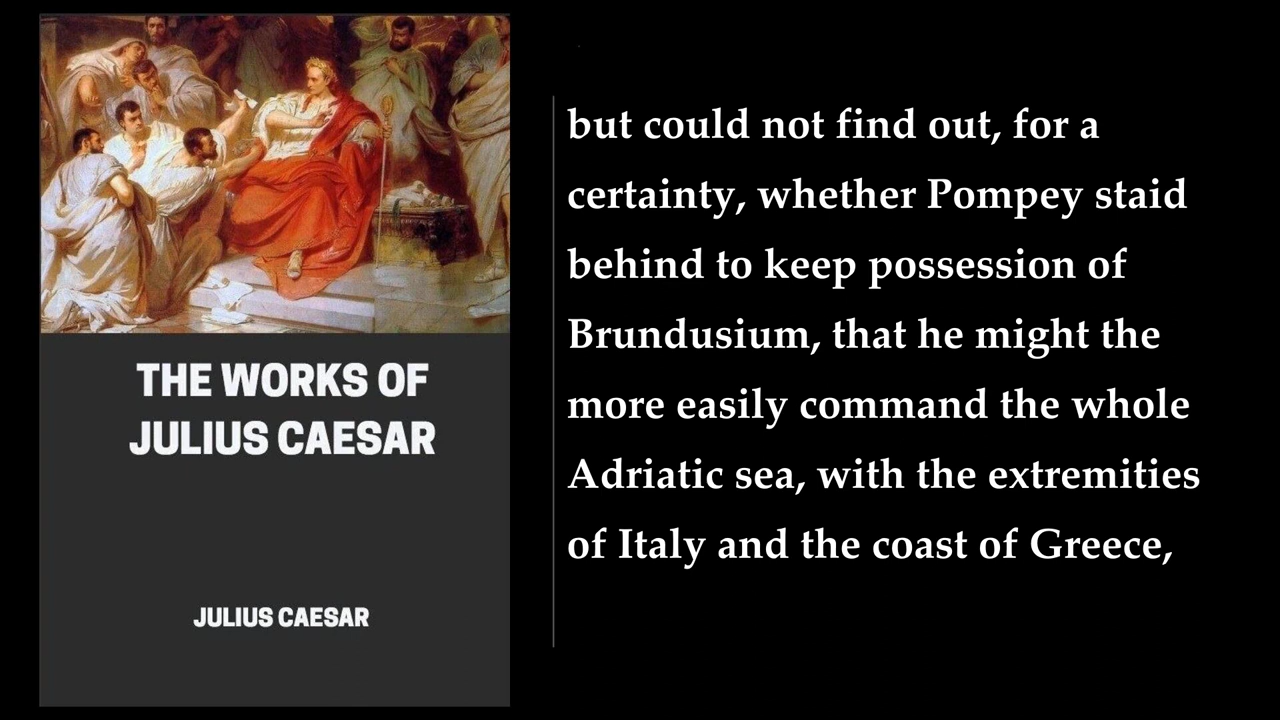 THE WORKS OF
JULIUS CAESAR
JULIUS CAESAR
but could not find out, for a
certainty, whether Pompey staid
behind to keep possession of
Brundusium, that he might the
more easily command the whole
Adriatic sea, with the extremities
of Italy and the coast of Greece,